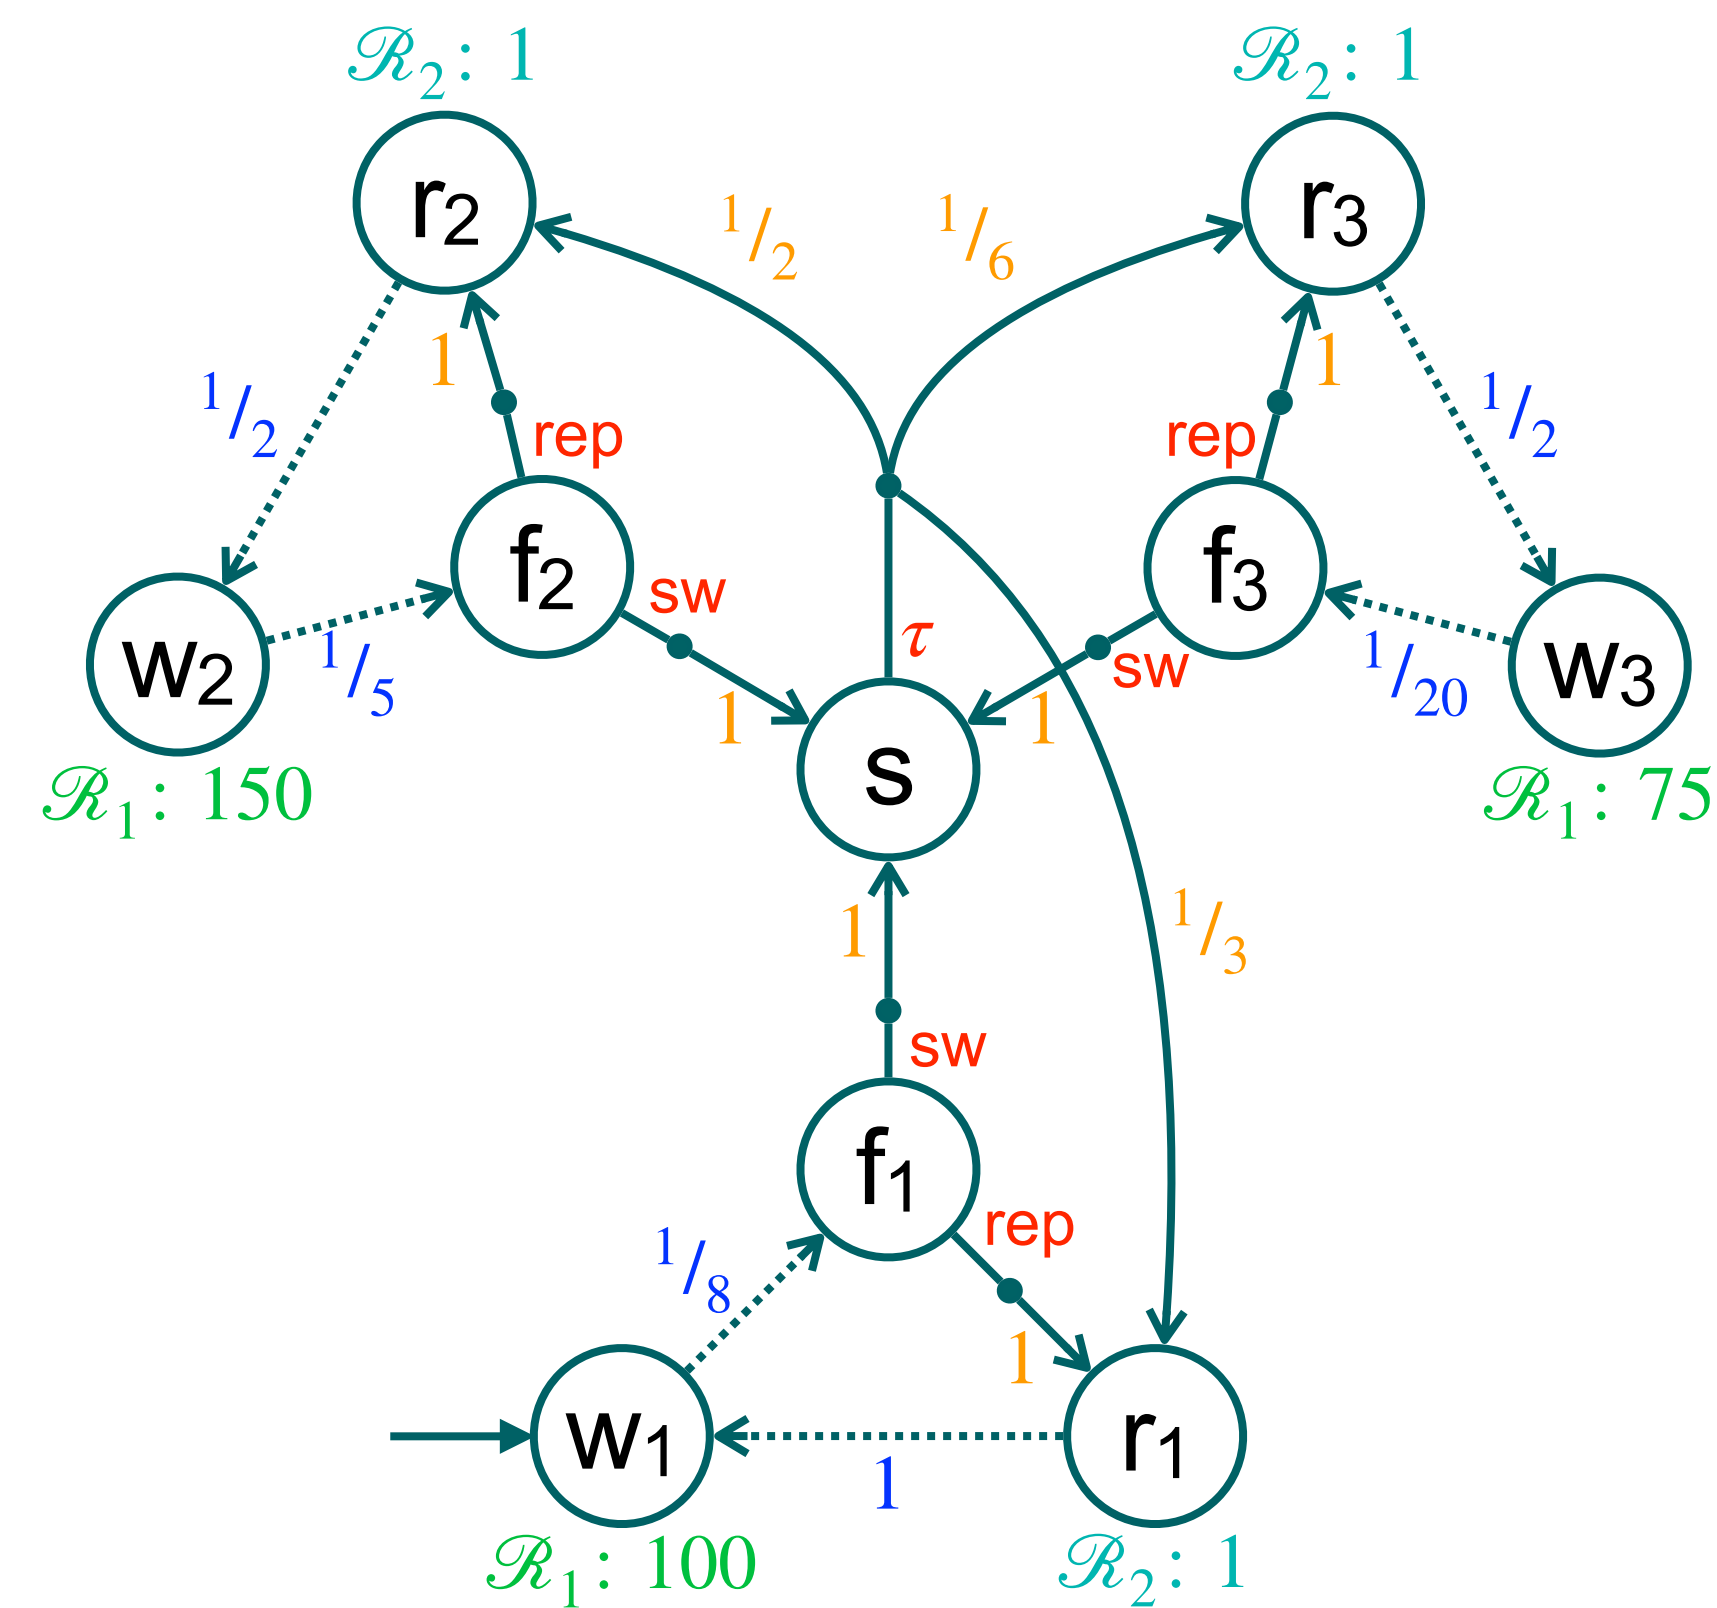 ℛ₂: 1
ℛ₂: 1
r₂
r₃
1/2
1/6
1
1
1/2
rep
rep
1/2
f₂
f₃
sw
τ
sw
w₂
1/5
1/20
w₃
1
1
s
ℛ₁: 150
ℛ₁: 75
1
1/3
sw
f₁
rep
1/8
1
w₁
r₁
1
ℛ₁: 100
ℛ₂: 1